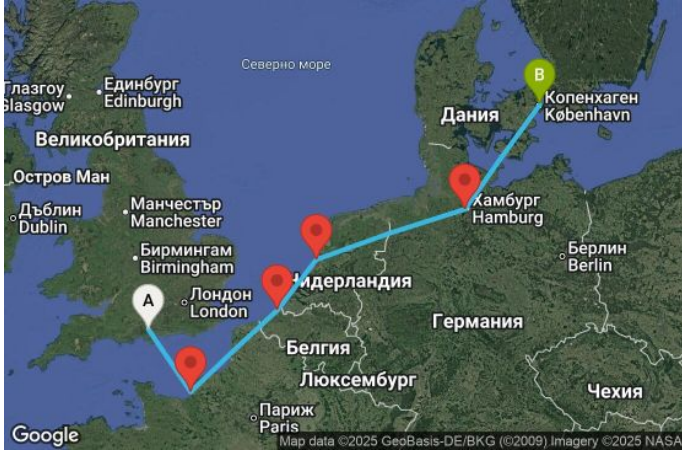 Северно море
Глазгоу
Glasgow
Единбург
Edinburgh
Великобритания
Остров Ман
Дъблин
Dublin
Манчестър
Manchester
Бирмингам
Birmingham
Лондон
London
A
B
Копенхаген
København
Дания
Хамбург
Hamburg
Нидерландия
Берлин
Berlin
Германия
Белгия
Люксембург
Чехия
Париж
Paris
Google
Map data ©2025 GeoBasis-DE/BKG (©2009) Imagery ©2025 NASA